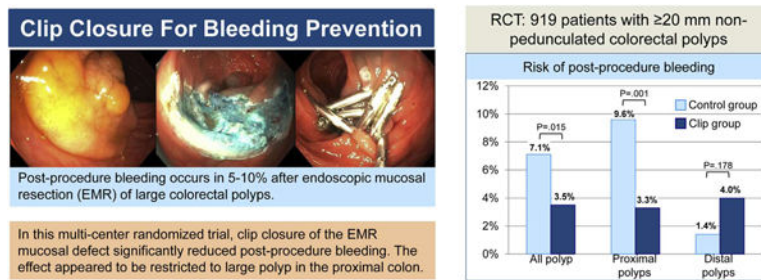 Clip Closure For Bleeding Prevention
Post-procedure bleeding occurs in 5-10% after endoscopic mucosal
resection (EMR) of large colorectal polyps.
In this multi-center randomized trial, clip closure of the EMR
mucosal defect significantly reduced post-procedure bleeding. The
effect appeared to be restricted to large polyp in the proximal colon.
RCT: 919 patients with ≥20 mm non-
pedunculated colorectal polyps
Risk of post-procedure bleeding
12%
10%
8%
6%
4%
2%
0%
Control group
Clip group
P=.015
7.1%
3.5%
P=.001
9.6%
3.3%
P=.178
1.4%
4.0%
All polyp
Proximal
polyps
Distal
polyps